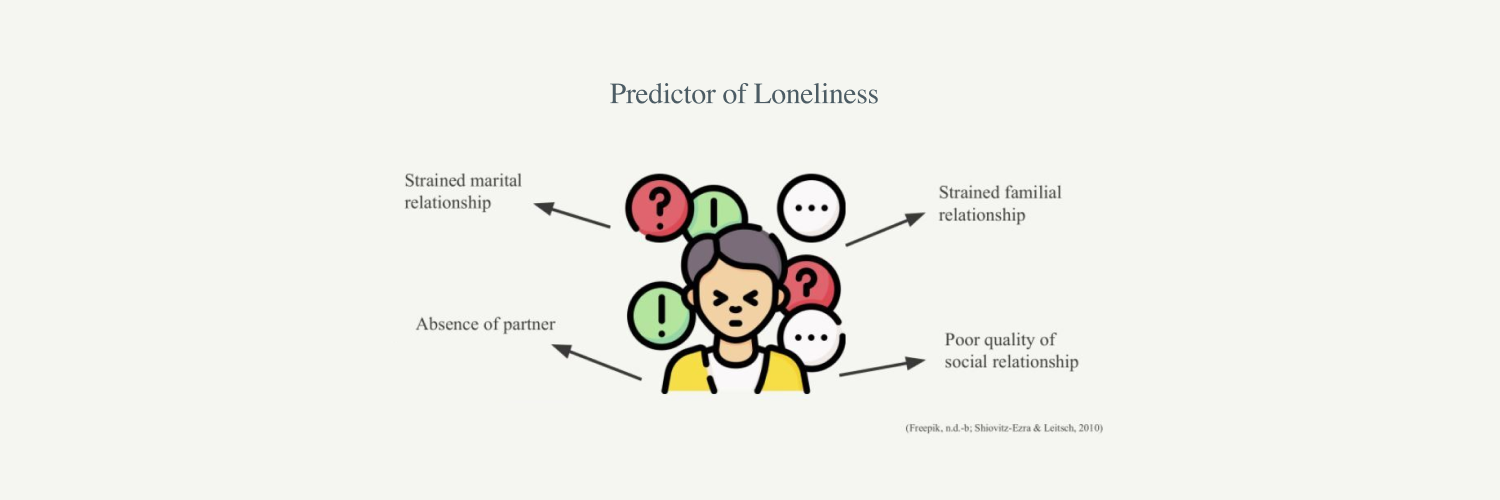 Predictor of Loneliness
Strained marital
relationship
Strained familial
relationship
Absence of partner
Poor quality of
social relationship
(Freepik, n.d.-b; Shiovitz-Ezra & Leitsch, 2010)